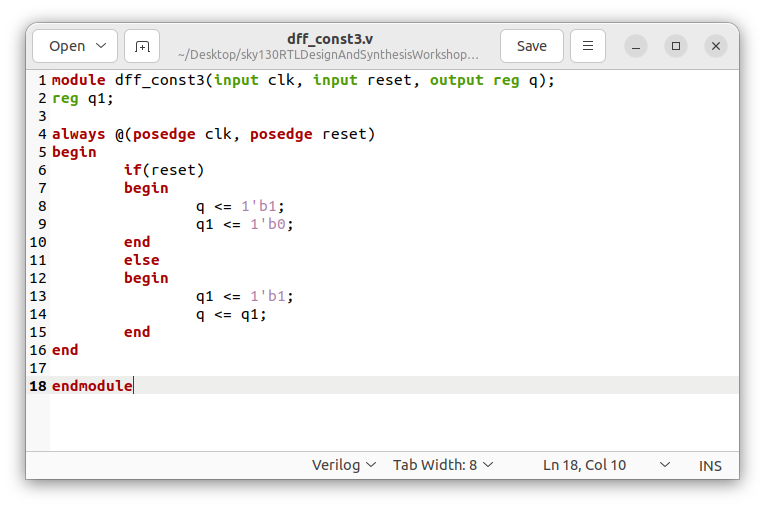 Open
dff_const3.v
~/Desktop/sky130RTLDesignAndSynthesisWorkshop…
Save
1 module dff_const3(input clk, input reset, output reg q);
2 reg q1;
3
4 always @(posedge clk, posedge reset)
5 begin
6         if(reset)
7         begin
8                 q <= 1'b1;
9                 q1 <= 1'b0;
10         end
11         else
12         begin
13                 q1 <= 1'b1;
14                 q <= q1;
15         end
16 end
17
18 endmodule
Verilog Tab Width: 8 Ln 18, Col 10 INS